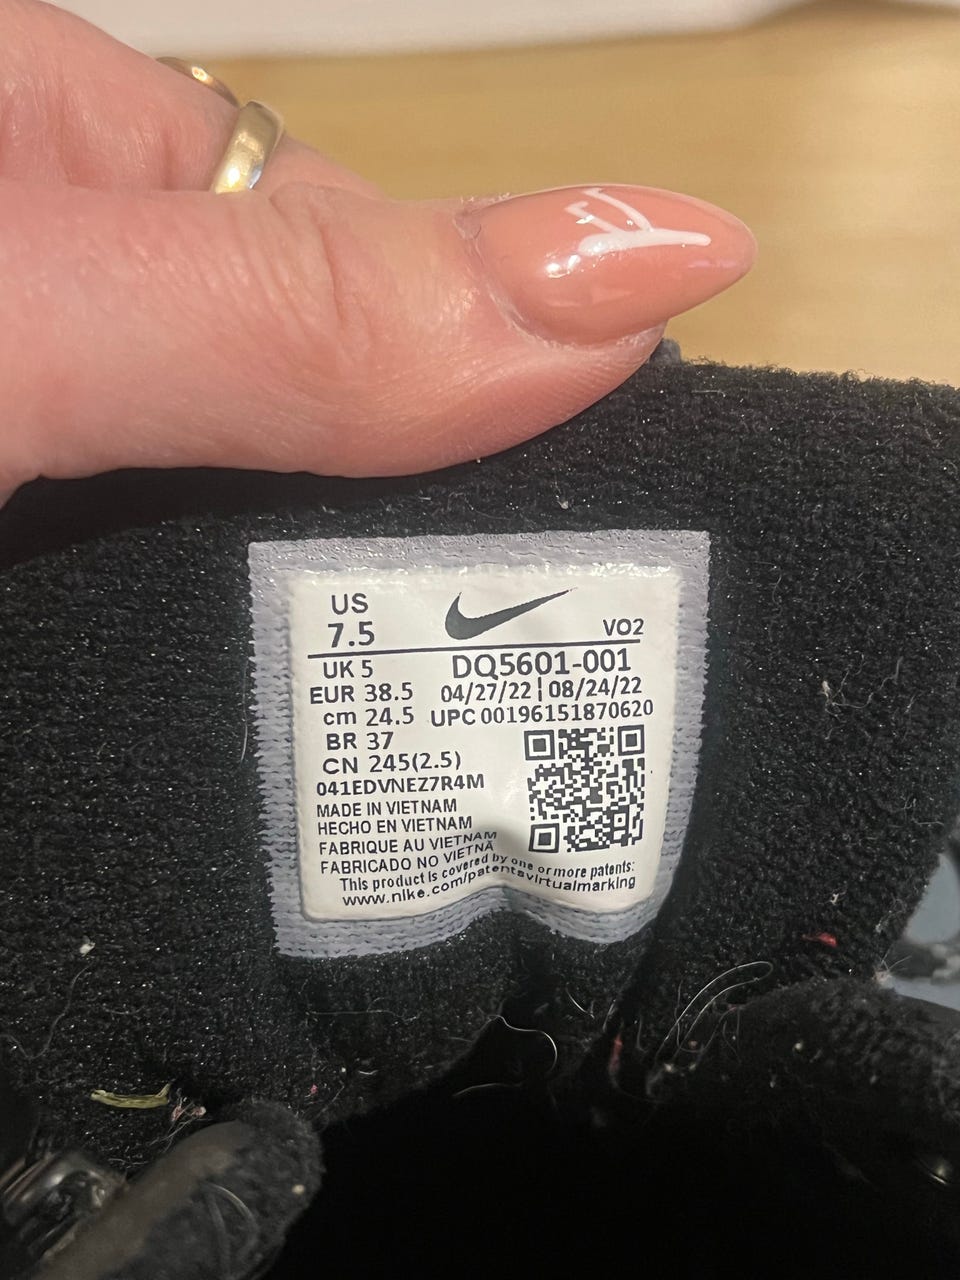 US
7.5
VO2
UK 5
DQ5601-001
EUR 38.5
04/27/22 | 08/24/22
cm 24.5
UPC 00196151870620
BR 37
CN 245(2.5)
041EDVNEZ7R4M
MADE IN VIETNAM
HECHO EN VIETNAM
FABRIQUE AU VIETNAM
FABRICADO NO VIETNÃ
This product is covered by one or more patents:
www.nike.com/patentsvirtualmarking